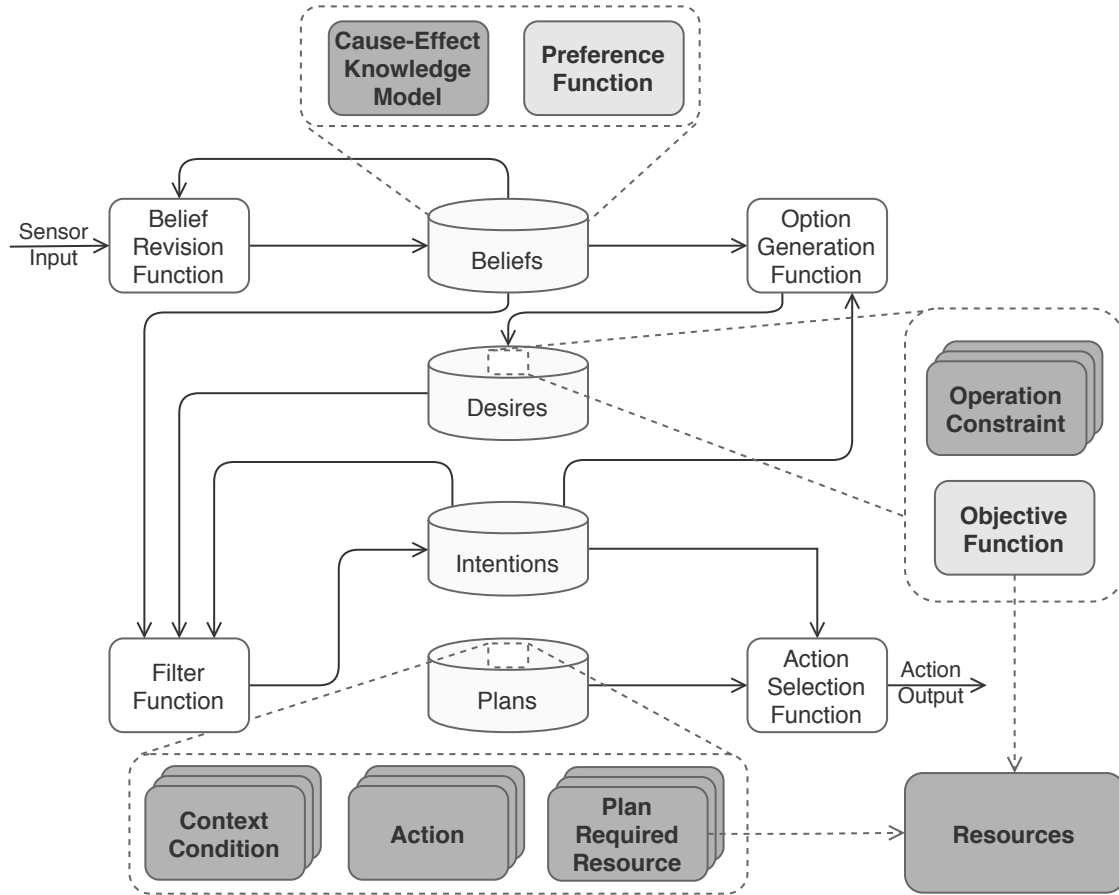 Cause-Effect
Knowledge
Model
Preference
Function
Sensor
Input
Belief
Revision
Function
Beliefs
Option
Generation
Function
Desires
Operation
Constraint
Objective
Function
Intentions
Filter
Function
Plans
Action
Selection
Function
Action
Output
Context
Condition
Action
Plan
Required
Resource
Resources